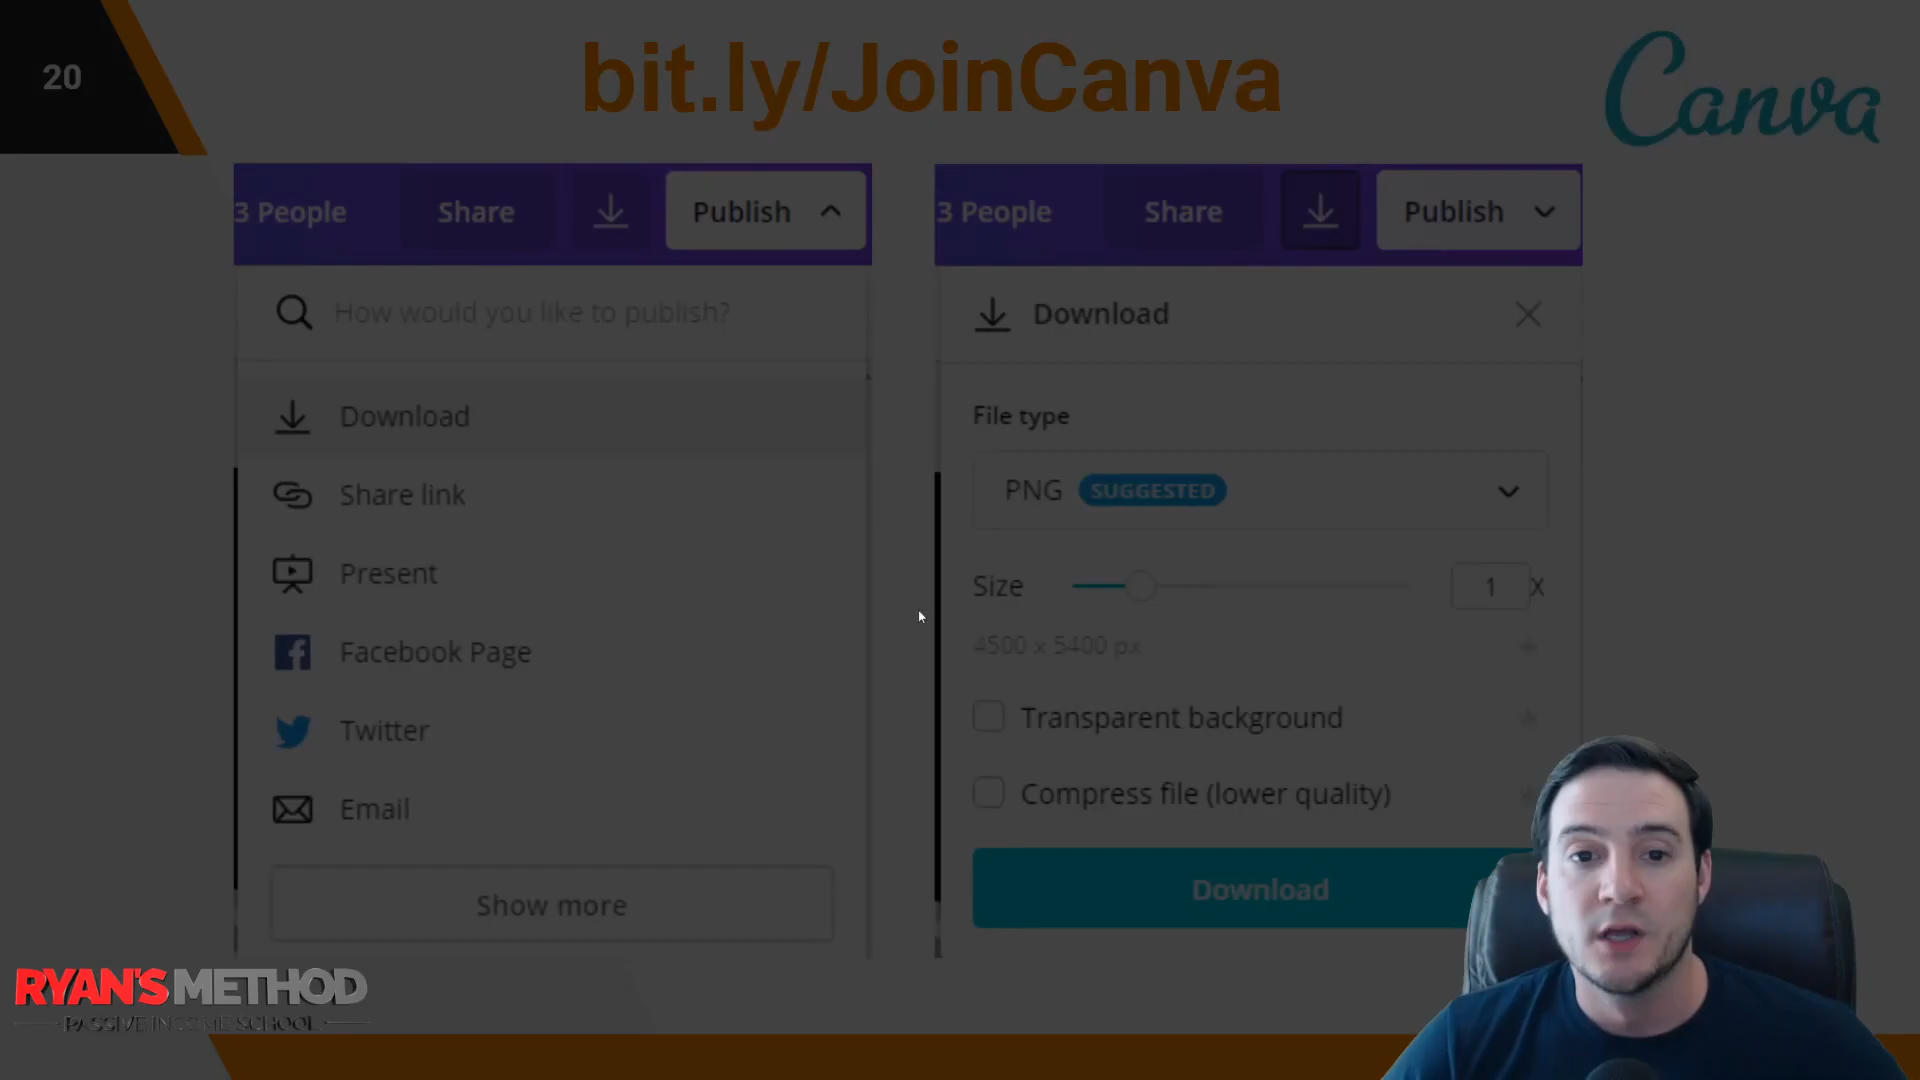 20
bit.ly/JoinCanva
Canva
3 People
Share
Publish
How would you like to publish?
Download
Share link
Present
Facebook Page
Twitter
Email
Show more
3 People
Share
Publish
Download
File type
PNG SUGGESTED
Size
1 X
4500 x 5400 px
Transparent background
Compress file (lower quality)
Download
RYAN'S METHOD
PASSIVE INCOME SCHOOL